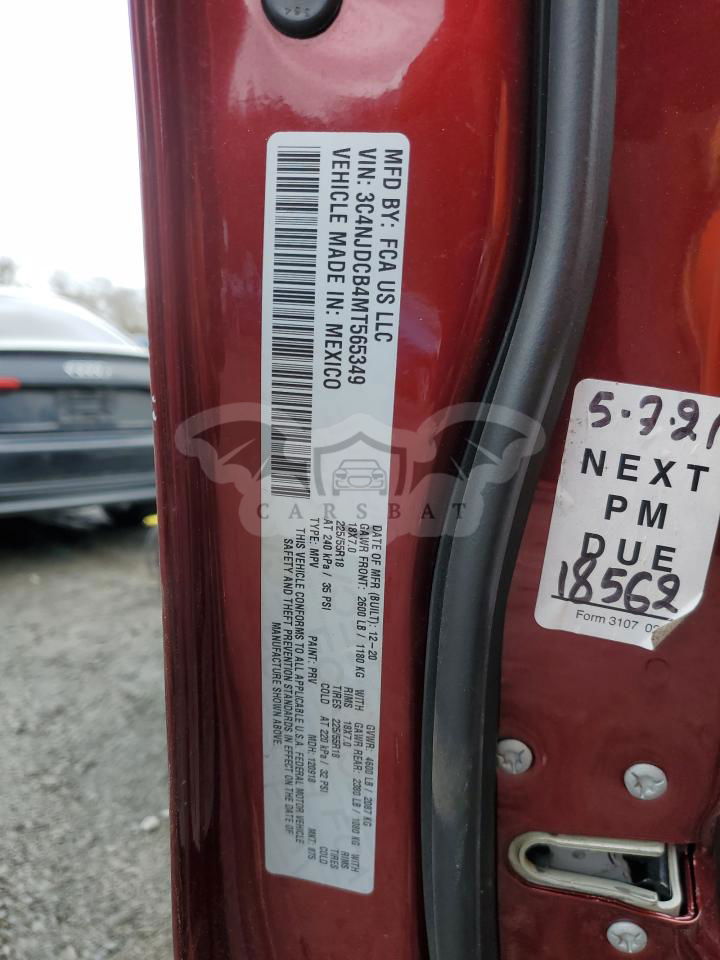 MFD BY: FCA US LLC
VIN: 3C4NJDCB4MT565349
VEHICLE MADE IN: MEXICO
DATE OF MFR (BUILT): 12-20 GVWR: 4600 LB / 2087 KG
GAWR FRONT: 2600 LB / 1180 KG WITH GAWR REAR: 2380 LB / 1080 KG WITH
18X7.0 RIMS 18X7.0 RIMS
225/55R18 TIRES 225/55R18 TIRES
AT 240 kPa / 35 PSI COLD AT 220 kPa / 32 PSI COLD
TYPE: MPV PAINT: PRV MDH: 120918 MKT:
THIS VEHICLE CONFORMS TO ALL APPLICABLE U.S.A. FEDERAL MOTOR VEHICLE
SAFETY AND THEFT PREVENTION STANDARDS IN EFFECT ON THE DATE OF
MANUFACTURE SHOWN ABOVE.
CARSBAT
5-7-21
NEXT
PM
DUE
18562
Form 3107